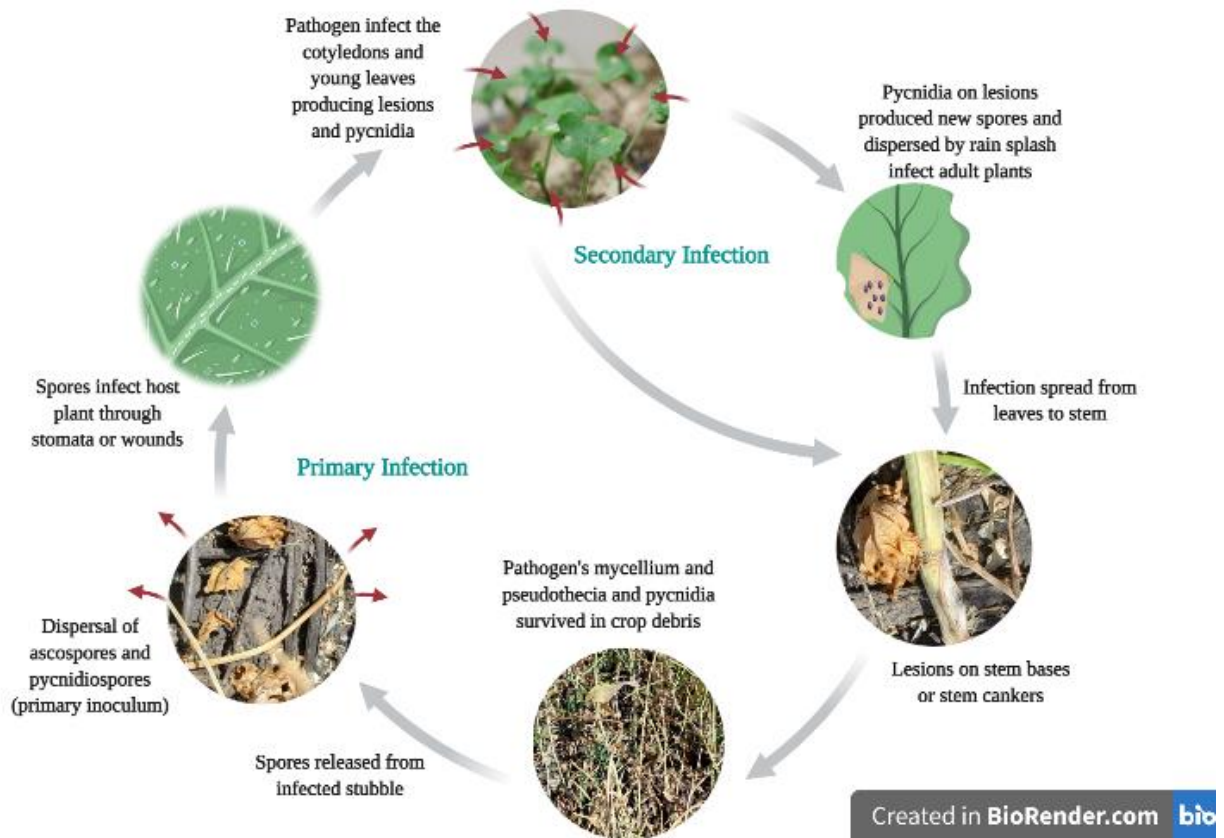 Pathogen infect the
cotyledons and
young leaves
producing lesions
and pycnidia
Pycnidia on lesions
produced new spores and
dispersed by rain splash
infect adult plants
Secondary Infection
Spores infect host
plant through
stomata or wounds
Infection spread from
leaves to stem
Primary Infection
Pathogen's mycellium and
pseudothecia and pycnidia
survived in crop debris
Dispersal of
ascospores and
pycnidiospores
(primary inoculum)
Lesions on stem bases
or stem cankers
Spores released from
infected stubble
Created in BioRender.com bio